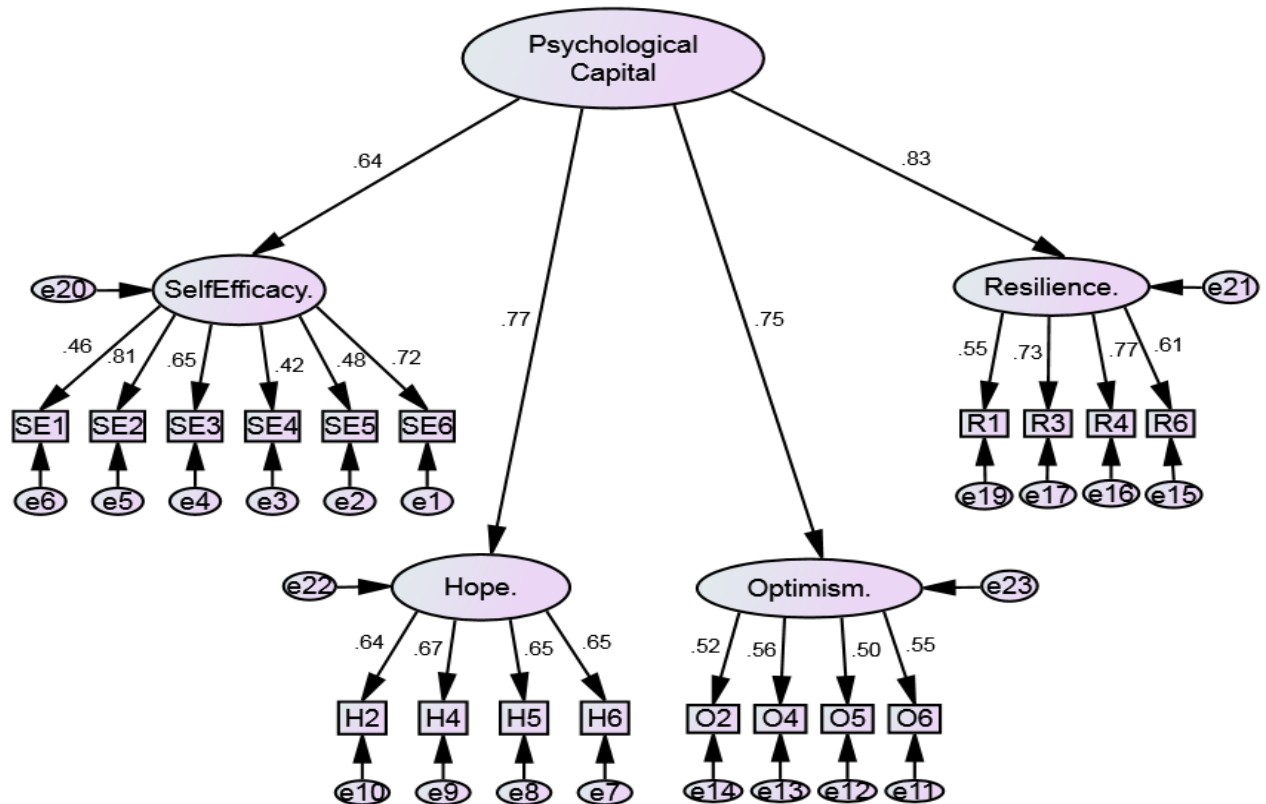 Psychological
Capital
.64
.77
.75
.83
e20
SelfEfficacy.
Resilience.
e21
.46
.81
.65
.42
.48
.72
.55
.73
.77
.61
SE1
SE2
SE3
SE4
SE5
SE6
R1
R3
R4
R6
e6
e5
e4
e3
e2
e1
e19
e17
e16
e15
e22
Hope.
Optimism.
e23
.64
.67
.65
.65
.52
.56
.50
.55
H2
H4
H5
H6
O2
O4
O5
O6
e10
e9
e8
e7
e14
e13
e12
e11